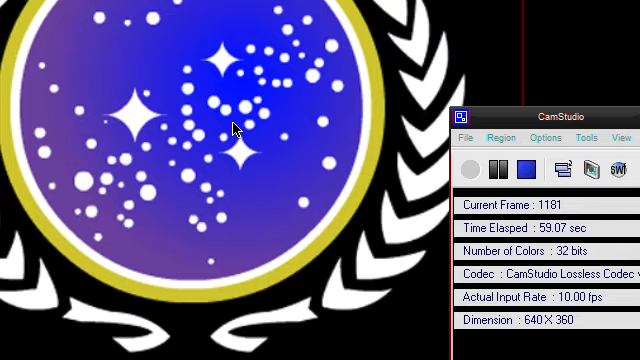 CamStudio
File Region Options Tools View
SWF
Current Frame : 1181
Time Elasped : 59.07 sec
Number of Colors : 32 bits
Codec : CamStudio Lossless Codec
Actual Input Rate : 10.00 fps
Dimension : 640 X 360